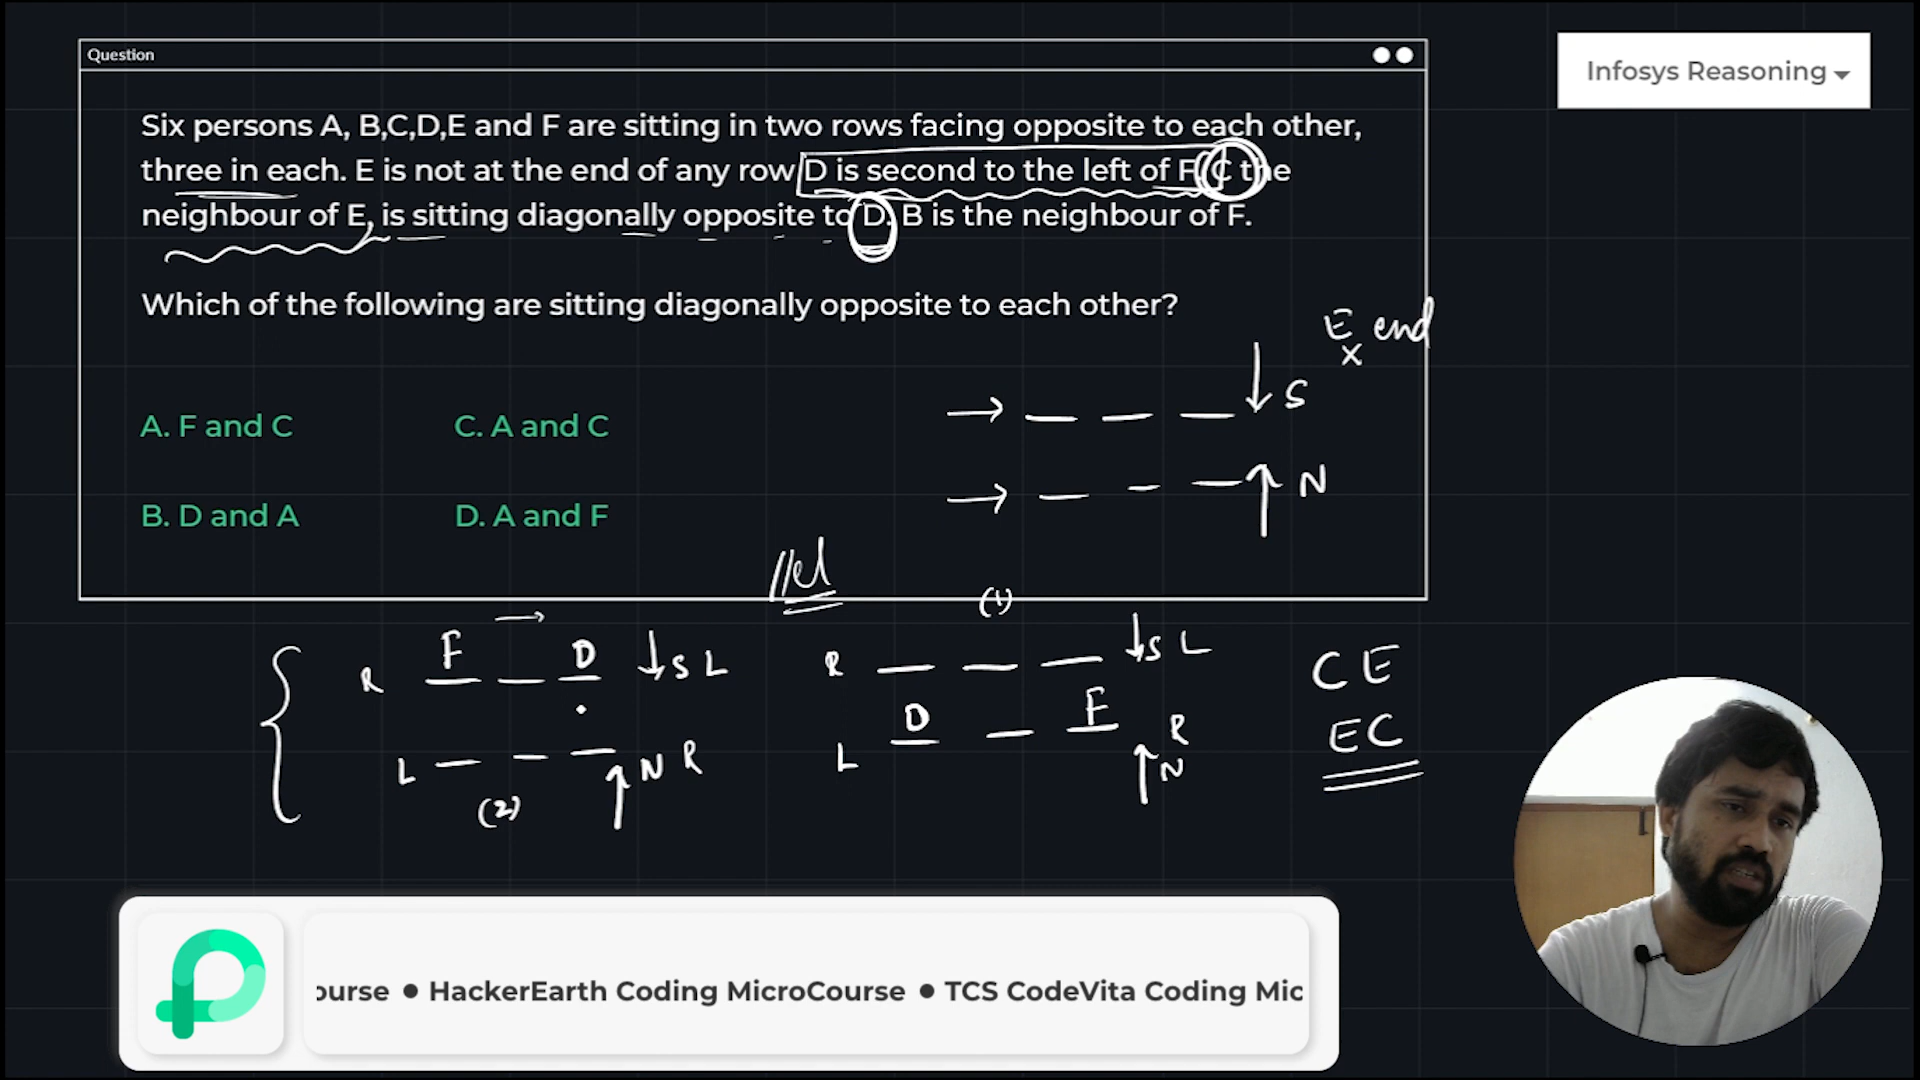 Question
Infosys Reasoning
Six persons A, B,C,D,E and F are sitting in two rows facing opposite to each other,
three in each. E is not at the end of any row D is second to the left of F. C the
neighbour of E, is sitting diagonally opposite to D. B is the neighbour of F.
Which of the following are sitting diagonally opposite to each other?
E end
x
A. F and C
C. A and C
→ _ _ _ ↓ S
→ _ _ _ ↑ N
B. D and A
D. A and F
//el
(1)
R F _ D ↓ S L
R _ _ _ ↓ S L
C E
L _ _ _ ↑ N R
L D _ F R ↑ N
E C
(2)
ourse ● HackerEarth Coding MicroCourse ● TCS CodeVita Coding Mic